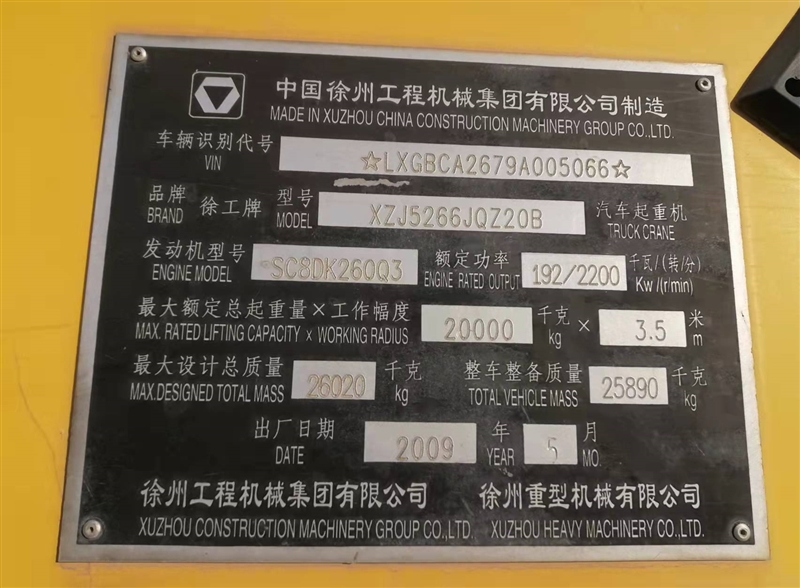 中国徐州工程机械集团有限公司制造
MADE IN XUZHOU CHINA CONSTRUCTION MACHINERY GROUP CO.,LTD.
车辆识别代号 ☆LXGBCA2679A005066☆
VIN
品牌 徐工牌 型号 XZJ5266JQZ20B 汽车起重机
BRAND MODEL TRUCK CRANE
发动机型号 SC8DK260Q3 额定功率 192/2200 千瓦/(转/分)
ENGINE MODEL ENGINE RATED OUTPUT Kw/(r/min)
最大额定总起重量×工作幅度 20000 千克 × 3.5 米
MAX. RATED LIFTING CAPACITY × WORKING RADIUS kg m
最大设计总质量 26020 千克 整车整备质量 25890 千克
MAX.DESIGNED TOTAL MASS kg TOTAL VEHICLE MASS kg
出厂日期 2009 年 5 月
DATE YEAR MO.
徐州工程机械集团有限公司 徐州重型机械有限公司
XUZHOU CONSTRUCTION MACHINERY GROUP CO.,LTD. XUZHOU HEAVY MACHINERY CO.,LTD.